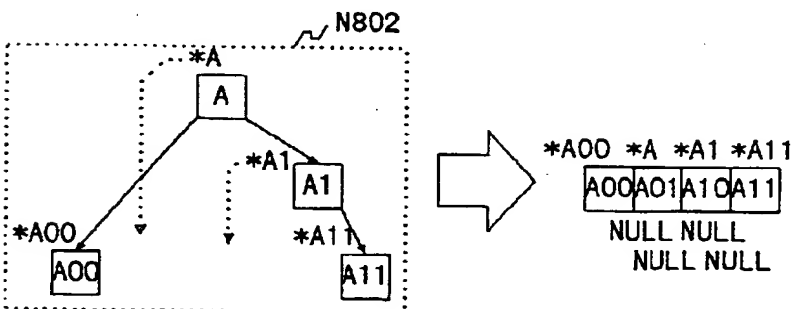 N802
*A
A
*A1
A1
*A00
*A11
A00
A11
*A00 *A *A1 *A11
A00 A01 A10 A11
NULL NULL
NULL NULL